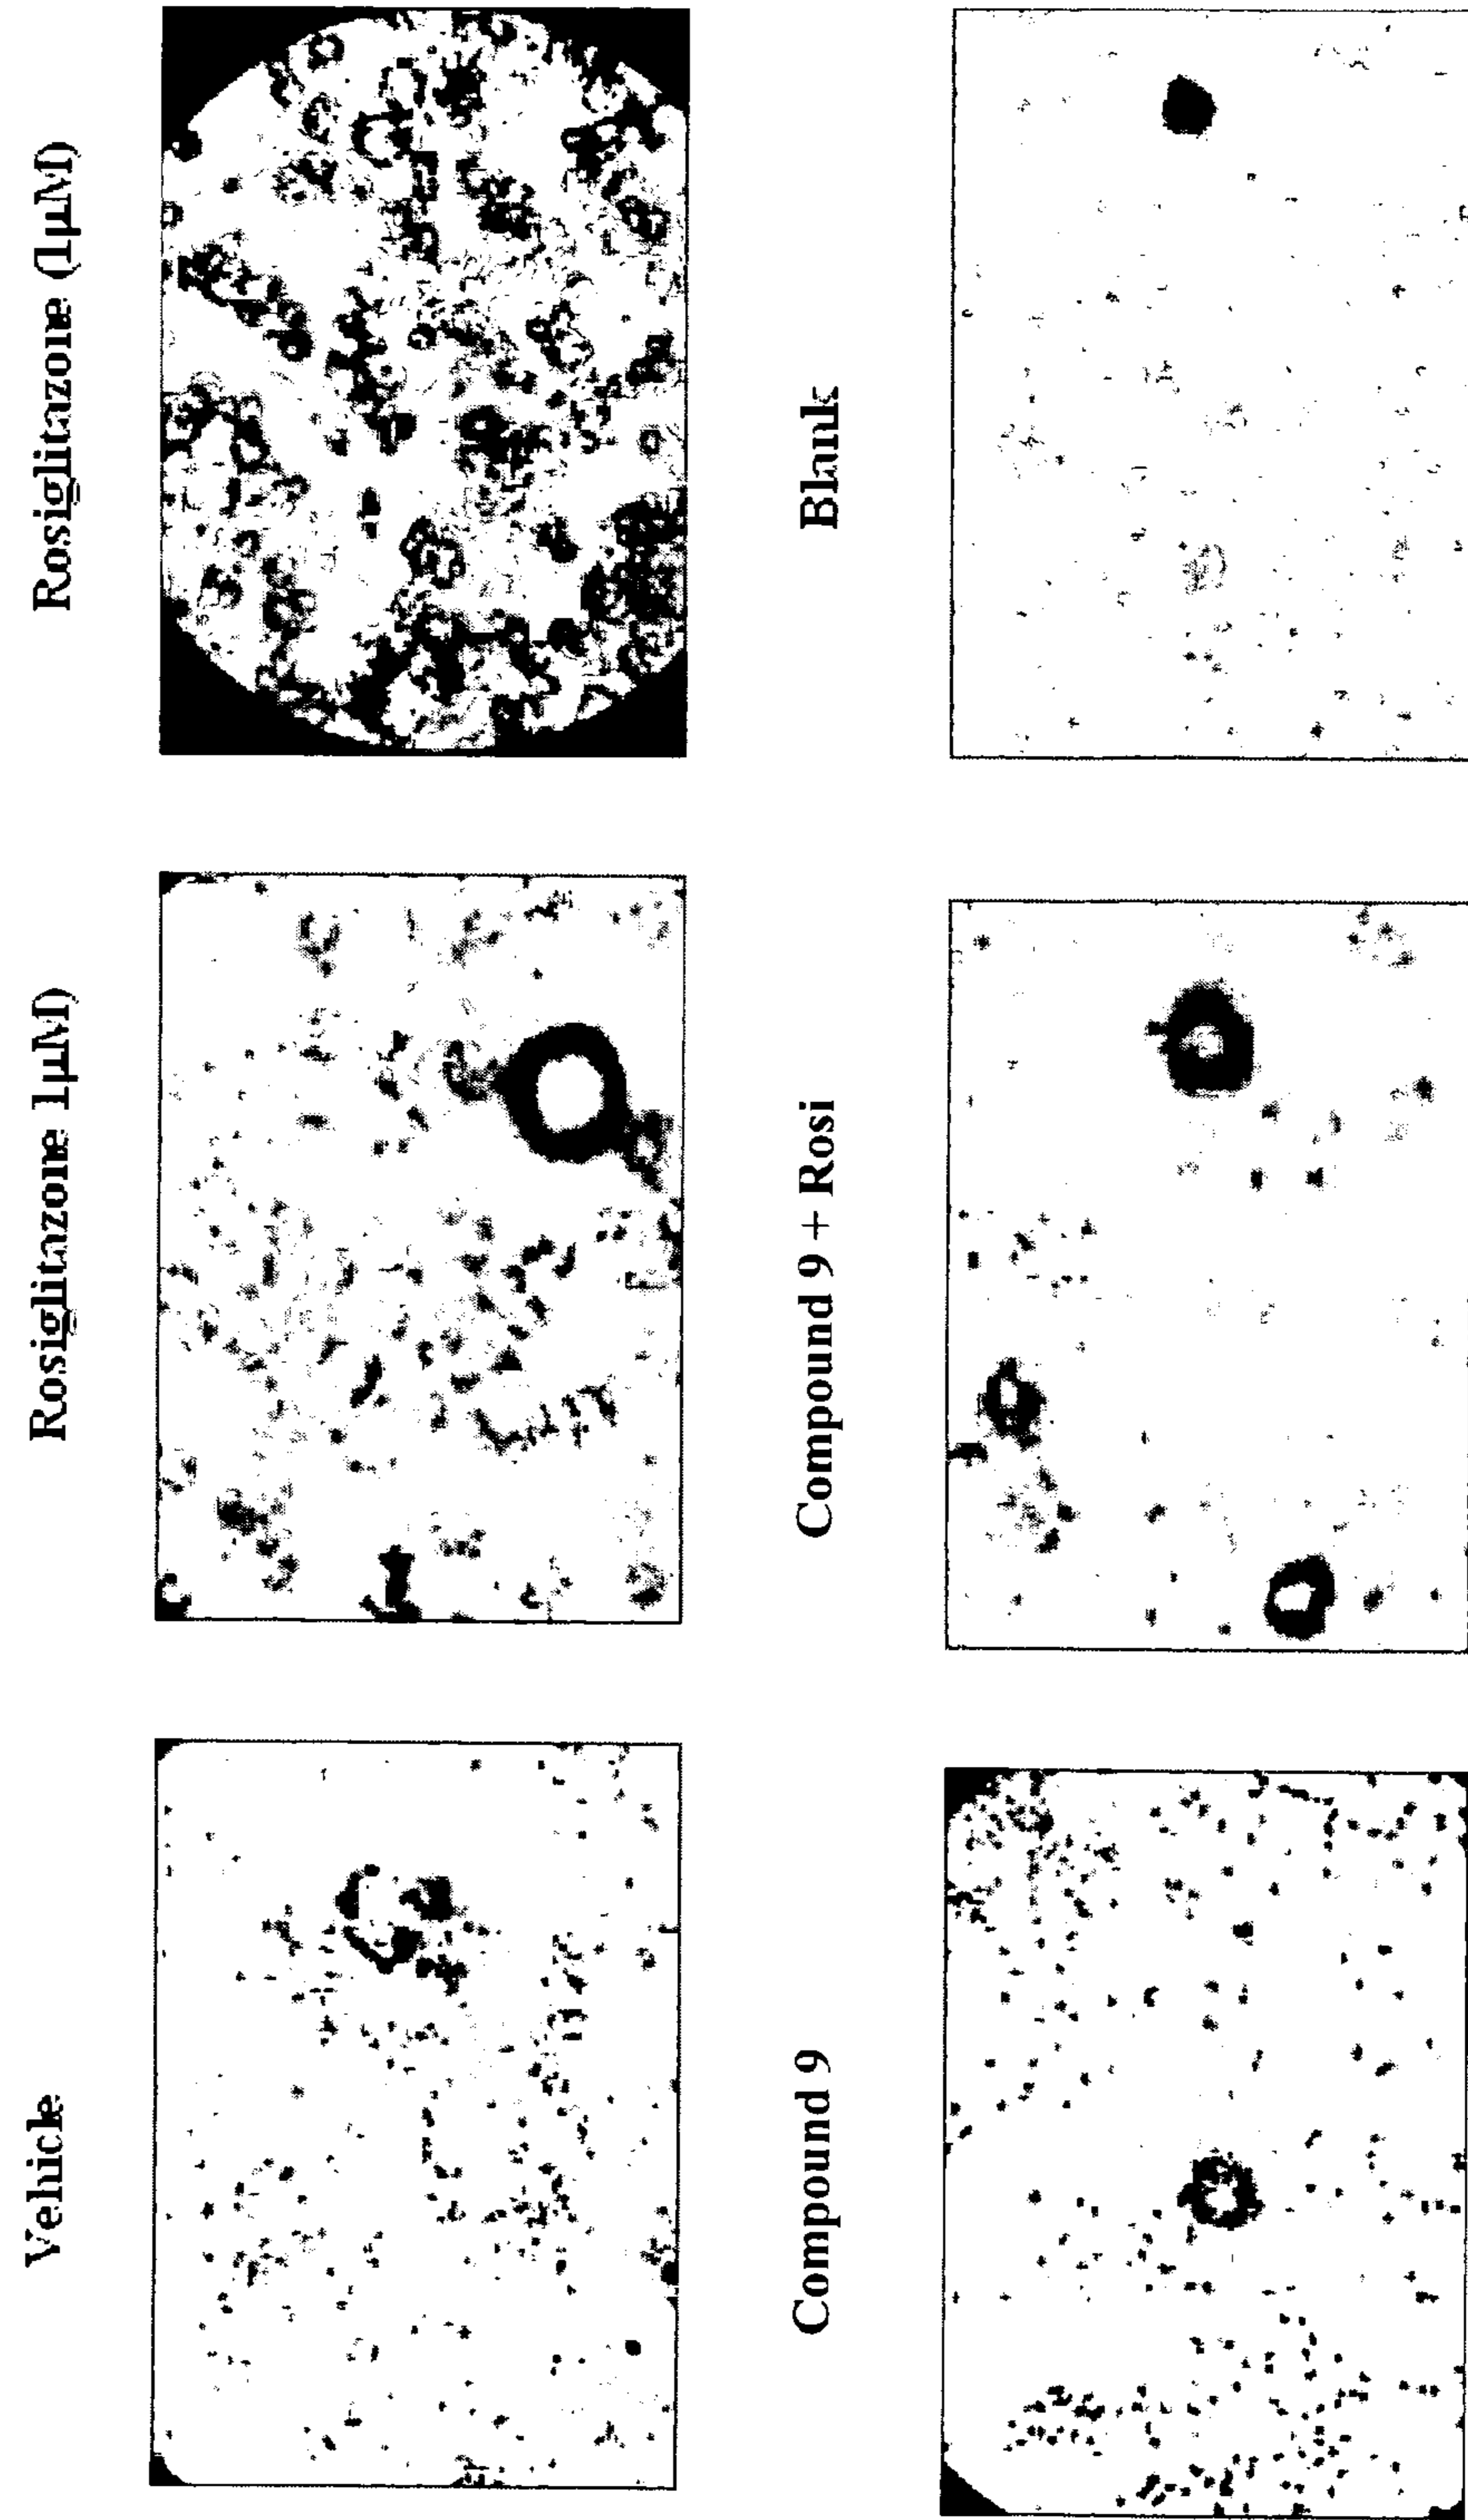 Vehicle
Rosiglitazone 1µM)
Rosiglitazone (1µM)
Compound 9
Compound 9 + Rosi
Blank